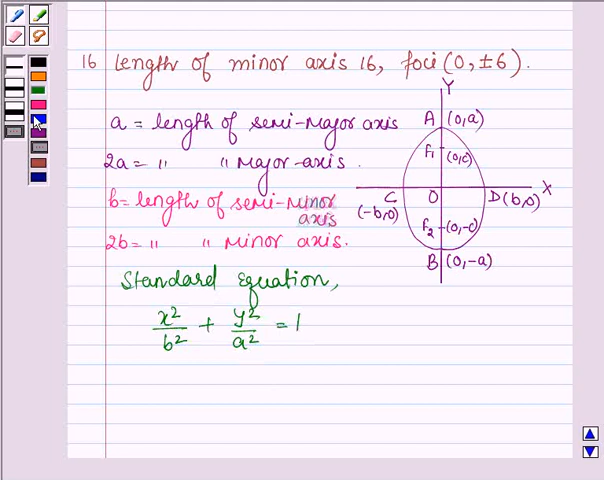 16 Length of minor axis 16, foci (0, ±6).
a = length of semi-major axis
2a = " " Major-axis.
b = length of semi-minor axis
2b = " " minor axis.
Standard Equation,
x²/b² + y²/a² = 1
Y
A (0, a)
F₁ (0, c)
C O D (b, 0) X
(-b, 0)
F₂ (0, -c)
B (0, -a)